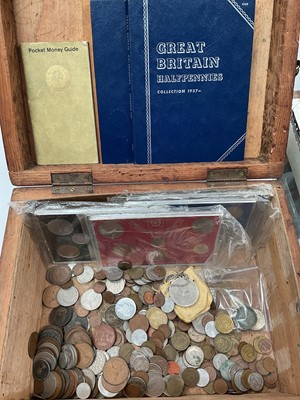 Pocket Money Guide
GREAT
BRITAIN
HALFPENNIES
COLLECTION 1937–